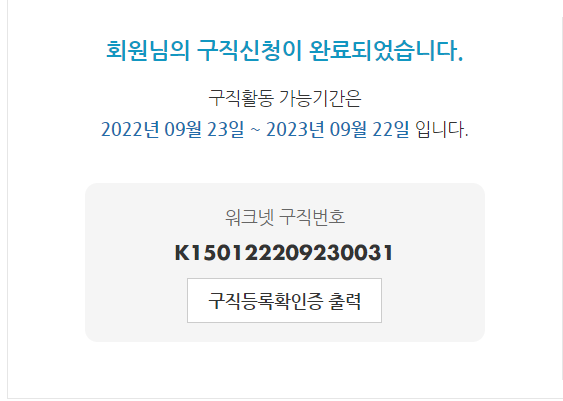 회원님의 구직신청이 완료되었습니다.
구직활동 가능기간은
2022년 09월 23일 ~ 2023년 09월 22일 입니다.
워크넷 구직번호
K150122209230031
구직등록확인증 출력